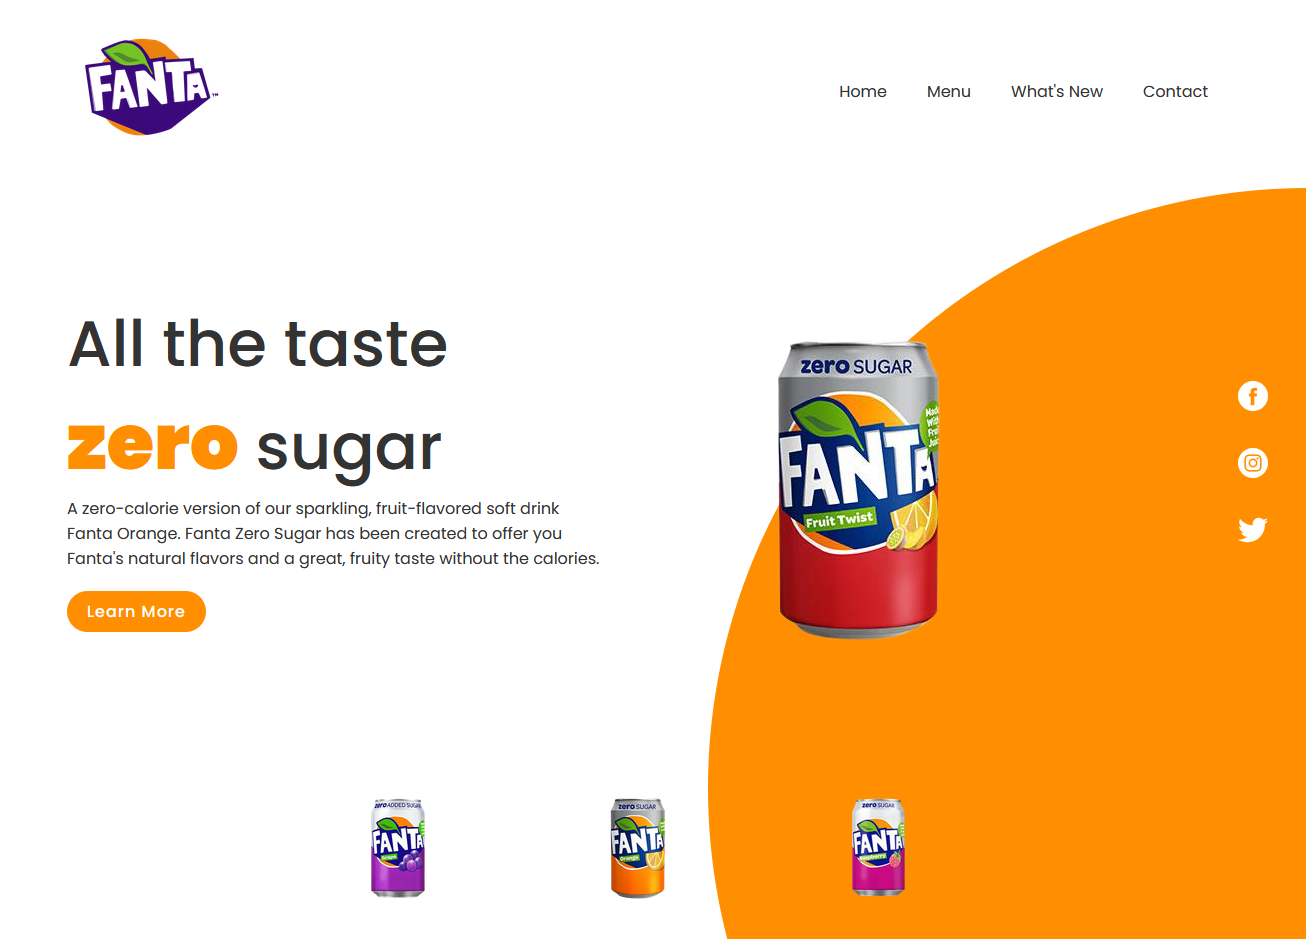 FANTA™
Home Menu What's New Contact
All the taste
zero sugar
A zero-calorie version of our sparkling, fruit-flavored soft drink
Fanta Orange. Fanta Zero Sugar has been created to offer you
Fanta's natural flavors and a great, fruity taste without the calories.
Learn More
zero SUGAR
Made
With
Fruit
FANTA
Fruit Twist
zero ADDED SUGAR
FANTA
Grape
zero SUGAR
FANTA
Orange
zero SUGAR
FANTA
Raspberry